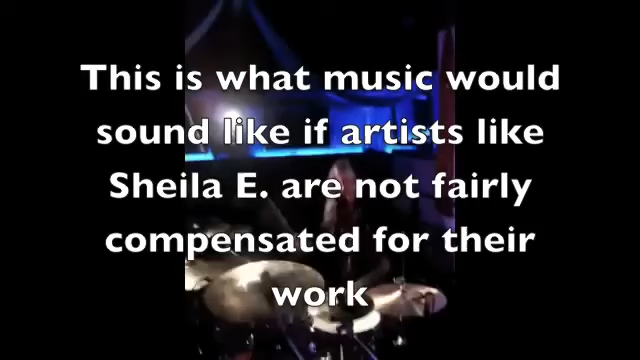 This is what music would
sound like if artists like
Sheila E. are not fairly
compensated for their
work